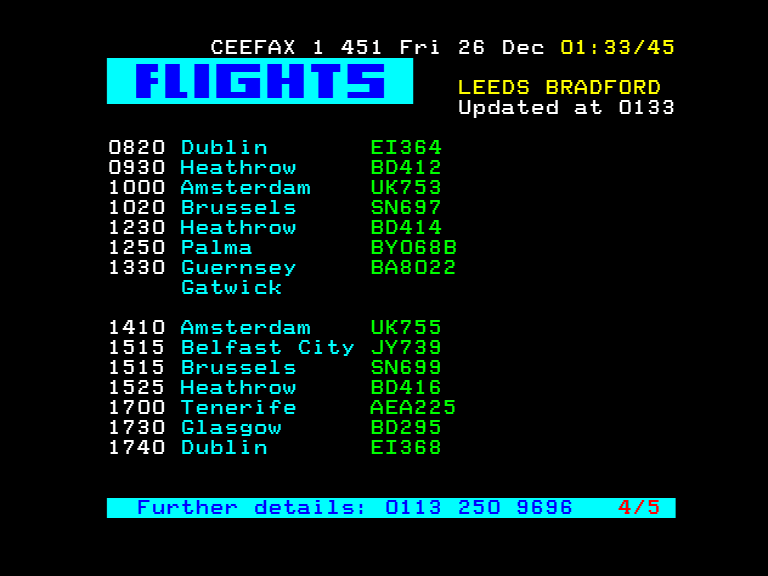 CEEFAX 1 451 Fri 26 Dec 01:33/45
FLIGHTS
LEEDS BRADFORD
Updated at 0133
0820 Dublin EI364
0930 Heathrow BD412
1000 Amsterdam UK753
1020 Brussels SN697
1230 Heathrow BD414
1250 Palma BY068B
1330 Guernsey BA8022
Gatwick
1410 Amsterdam UK755
1515 Belfast City JY739
1515 Brussels SN699
1525 Heathrow BD416
1700 Tenerife AEA225
1730 Glasgow BD295
1740 Dublin EI368
Further details: 0113 250 9696 4/5